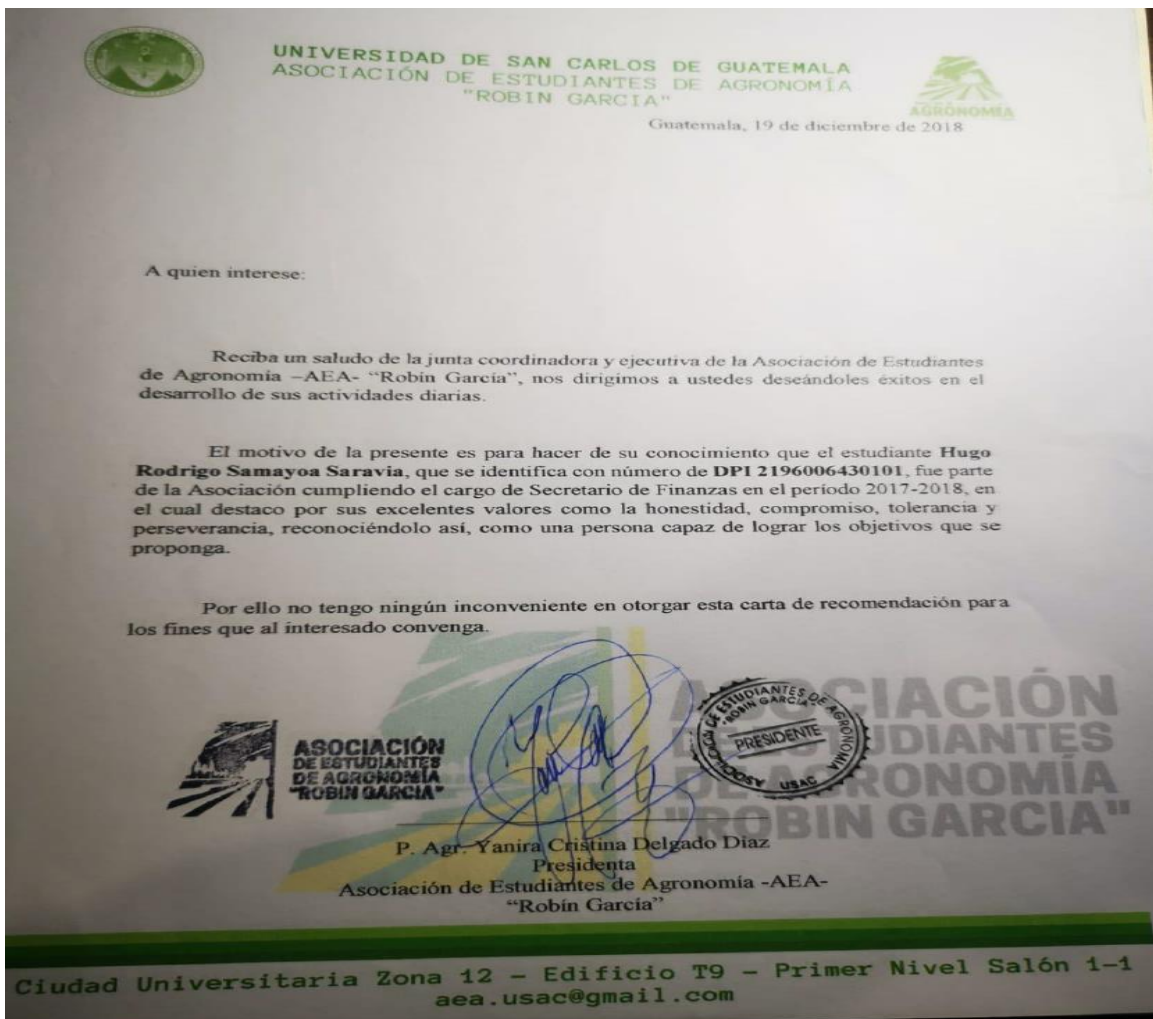 UNIVERSIDAD DE SAN CARLOS DE GUATEMALA
ASOCIACIÓN DE ESTUDIANTES DE AGRONOMÍA
"ROBIN GARCIA"
AGRONOMÍA
Guatemala, 19 de diciembre de 2018
A quien interese:
Reciba un saludo de la junta coordinadora y ejecutiva de la Asociación de Estudiantes
de Agronomía –AEA- “Robín García”, nos dirigimos a ustedes deseándoles éxitos en el
desarrollo de sus actividades diarias.
El motivo de la presente es para hacer de su conocimiento que el estudiante Hugo
Rodrigo Samayoa Saravia, que se identifica con número de DPI 2196006430101, fue parte
de la Asociación cumpliendo el cargo de Secretario de Finanzas en el período 2017-2018, en
el cual destaco por sus excelentes valores como la honestidad, compromiso, tolerancia y
perseverancia, reconociéndolo así, como una persona capaz de lograr los objetivos que se
proponga.
Por ello no tengo ningún inconveniente en otorgar esta carta de recomendación para
los fines que al interesado convenga.
ASOCIACIÓN
DE ESTUDIANTES
DE AGRONOMÍA
"ROBIN GARCIA"
ASOCIACIÓN DE ESTUDIANTES DE AGRONOMIA
"ROBIN GARCIA"
PRESIDENTE
USAC
ASOCIACIÓN
DE ESTUDIANTES
DE AGRONOMÍA
"ROBIN GARCIA"
P. Agr. Yanira Cristina Delgado Díaz
Presidenta
Asociación de Estudiantes de Agronomía -AEA-
“Robín García”
Ciudad Universitaria Zona 12 – Edificio T9 – Primer Nivel Salón 1-1
aea.usac@gmail.com